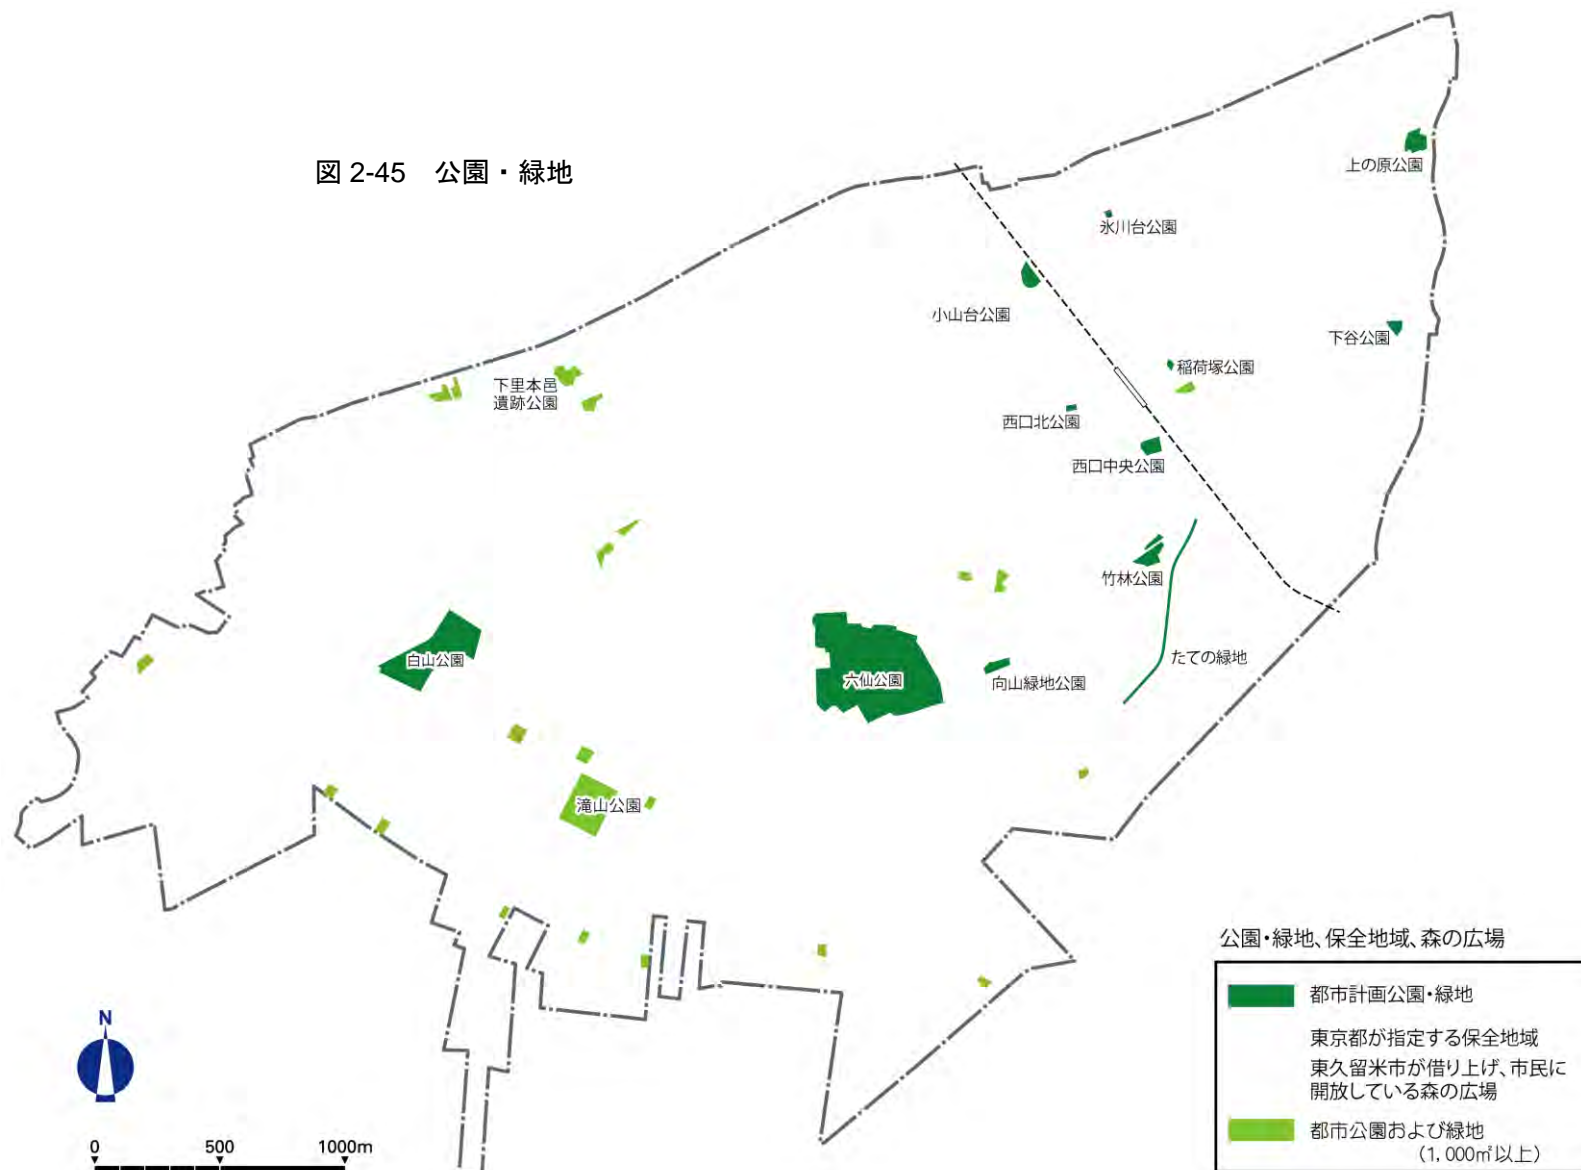 図 2-45　公園・緑地
上の原公園
氷川台公園
小山台公園
下谷公園
稲荷塚公園
下里本邑
遺跡公園
西口北公園
西口中央公園
竹林公園
たての緑地
白山公園
六仙公園
向山緑地公園
滝山公園
公園・緑地、保全地域、森の広場
都市計画公園・緑地
東京都が指定する保全地域
東久留米市が借り上げ、市民に
開放している森の広場
都市公園および緑地
（1,000㎡以上）
N
0 500 1000m